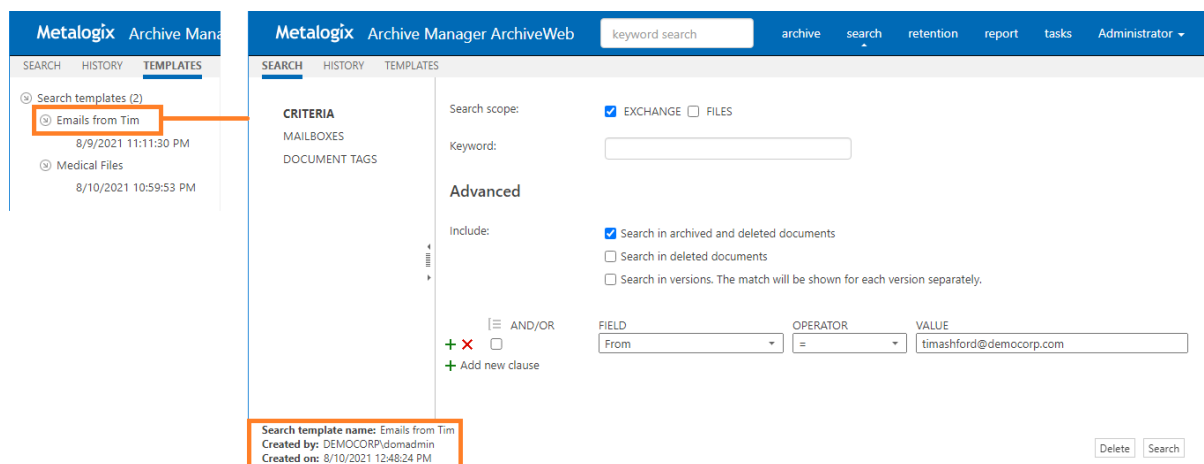 Metalogix Archive Mana
SEARCH HISTORY TEMPLATES
Search templates (2)
Emails from Tim
8/9/2021 11:11:30 PM
Medical Files
8/10/2021 10:59:53 PM
Metalogix Archive Manager ArchiveWeb keyword search archive search retention report tasks Administrator
SEARCH HISTORY TEMPLATES
CRITERIA
MAILBOXES
DOCUMENT TAGS
Search scope: EXCHANGE FILES
Keyword:
Advanced
Include: Search in archived and deleted documents
Search in deleted documents
Search in versions. The match will be shown for each version separately.
AND/OR FIELD OPERATOR VALUE
From = timashford@democorp.com
Add new clause
Search template name: Emails from Tim
Created by: DEMOCORP\domadmin
Created on: 8/10/2021 12:48:24 PM
Delete Search